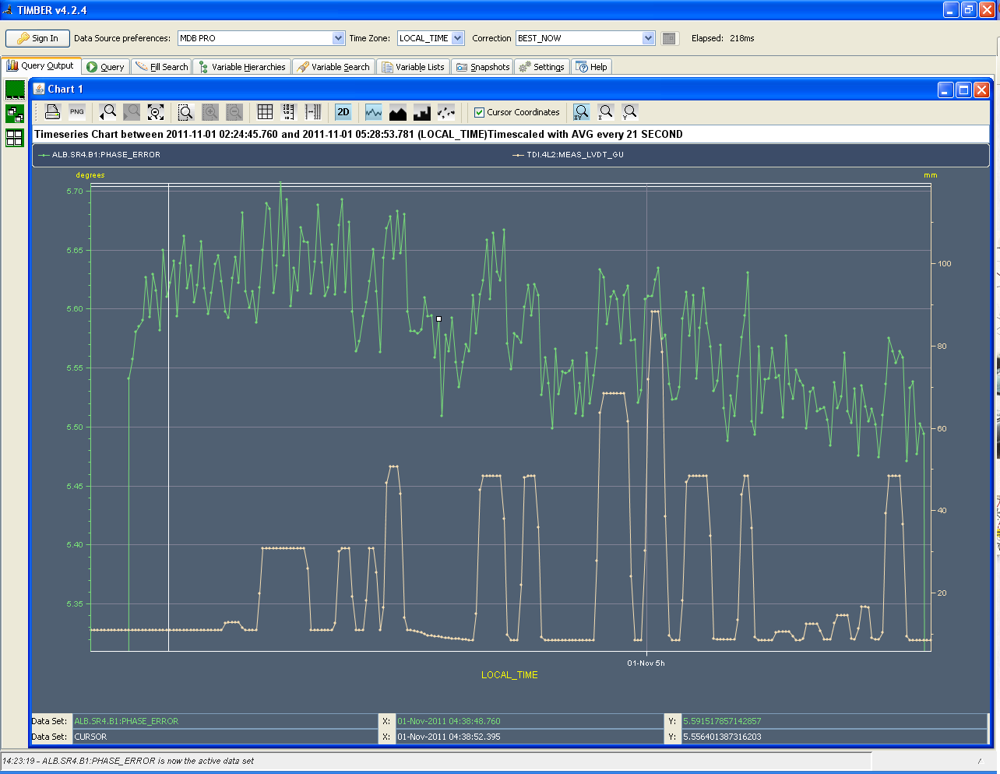 TIMBER v4.2.4
Sign In Data Source preferences: MDB PRO Time Zone: LOCAL_TIME Correction BEST_NOW Elapsed: 218ms
Query Output Query Fill Search Variable Hierarchies Variable Search Variable Lists Snapshots Settings Help
Chart 1
PNG 2D XY X Y Cursor Coordinates
Timeseries Chart between 2011-11-01 02:24:45.760 and 2011-11-01 05:28:53.781 (LOCAL_TIME)Timescaled with AVG every 21 SECOND
ALB.SR4.B1:PHASE_ERROR TDI.4L2:MEAS_LVDT_GU
degrees mm
5.70
5.65
100
5.60
80
5.55
5.50 60
5.45
40
5.40
20
5.35
01-Nov 5h
LOCAL_TIME
Data Set: ALB.SR4.B1:PHASE_ERROR X: 01-Nov-2011 04:38:48.760 Y: 5.591517857142857
Data Set: CURSOR X: 01-Nov-2011 04:38:52.395 Y: 5.556401387316203
14:23:19 - ALB.SR4.B1:PHASE_ERROR is now the active data set